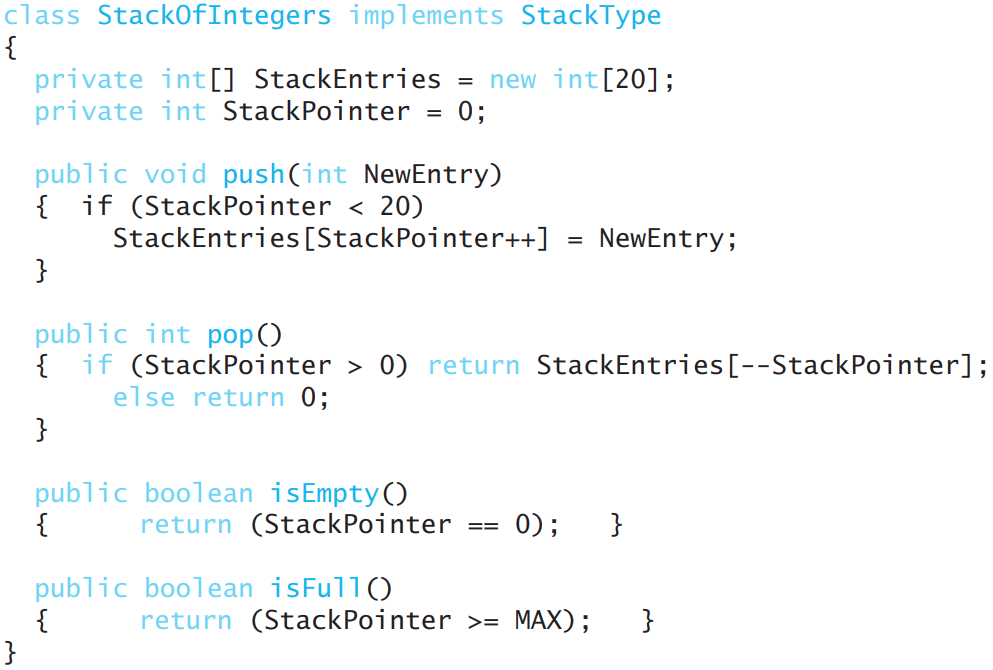 class StackOfIntegers implements StackType
{
  private int[] StackEntries = new int[20];
  private int StackPointer = 0;

  public void push(int NewEntry)
  {  if (StackPointer < 20)
       StackEntries[StackPointer++] = NewEntry;
  }

  public int pop()
  {  if (StackPointer > 0) return StackEntries[--StackPointer];
       else return 0;
  }

  public boolean isEmpty()
  {      return (StackPointer == 0);   }

  public boolean isFull()
  {      return (StackPointer >= MAX);   }
}